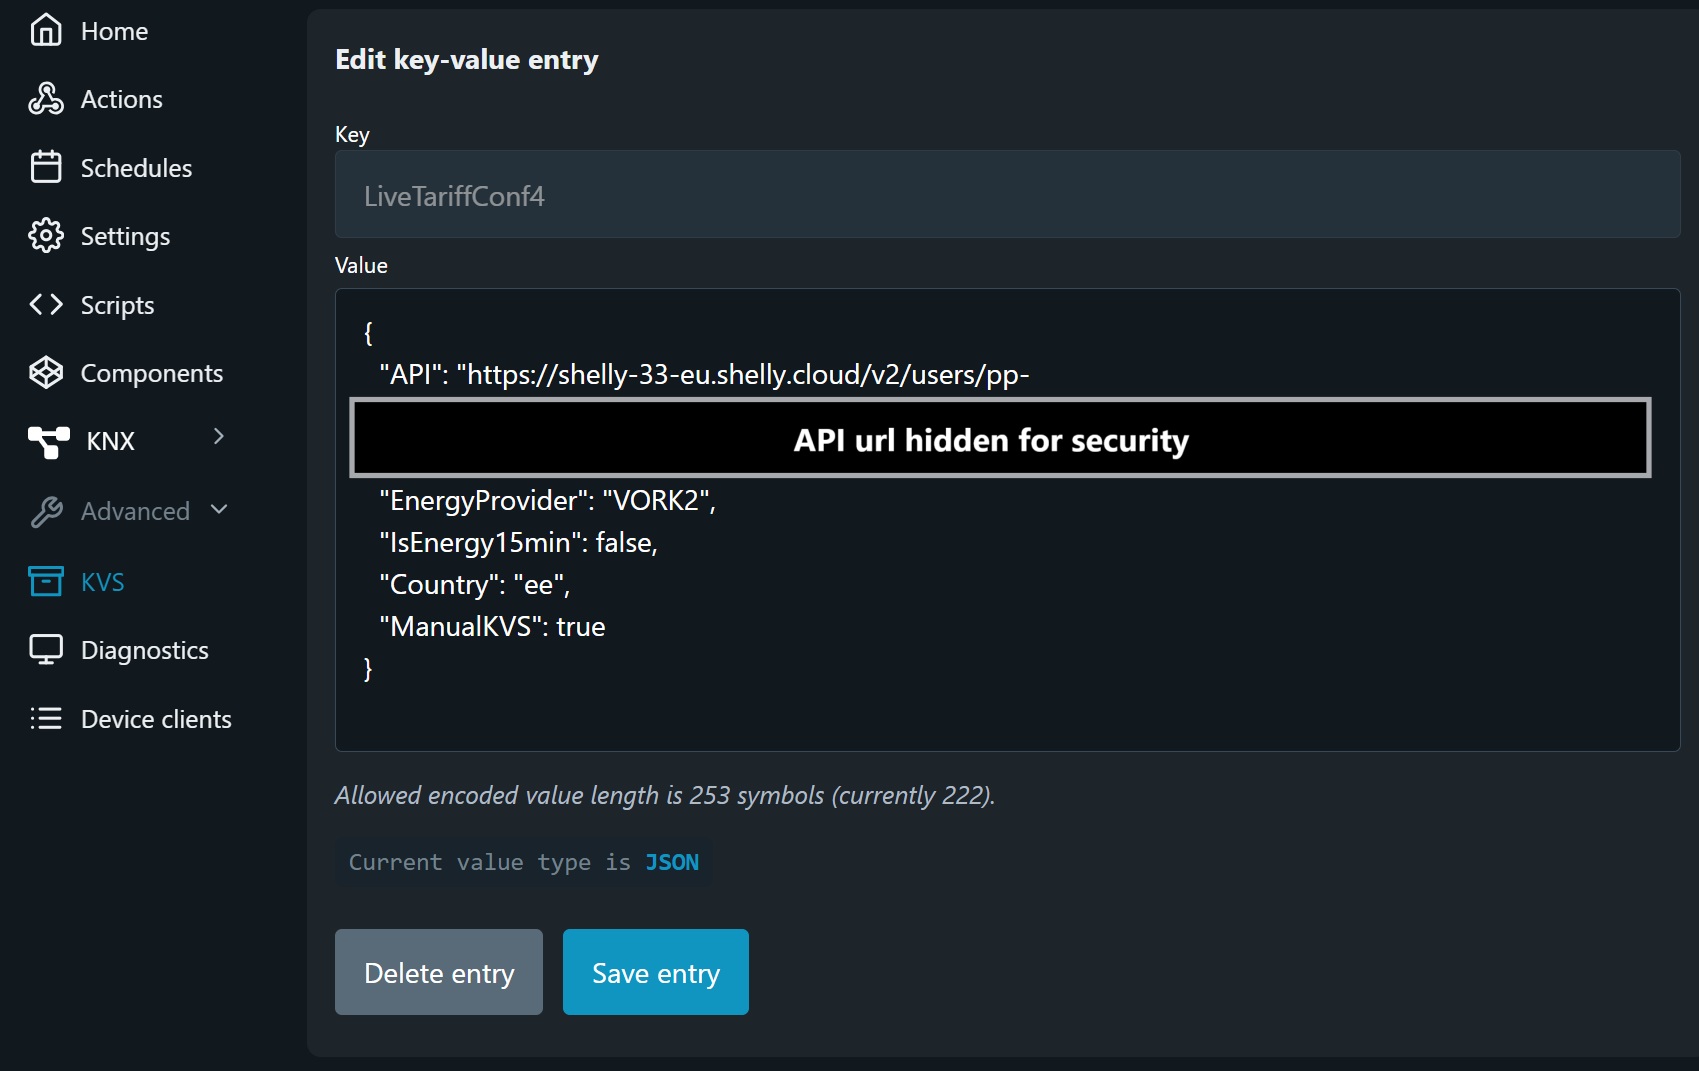 Home
Actions
Schedules
Settings
Scripts
Components
KNX
Advanced
KVS
Diagnostics
Device clients
Edit key-value entry
Key
LiveTariffConf4
Value
{
"API": "https://shelly-33-eu.shelly.cloud/v2/users/pp-
API url hidden for security
"EnergyProvider": "VORK2",
"IsEnergy15min": false,
"Country": "ee",
"ManualKVS": true
}
Allowed encoded value length is 253 symbols (currently 222).
Current value type is JSON
Delete entry
Save entry